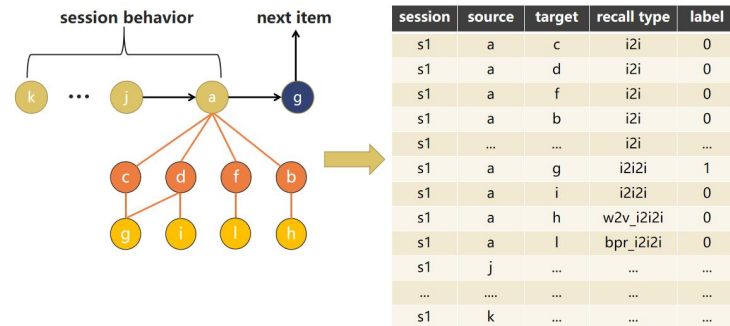 session behavior
next item
k ••• j a g
c d f b
g i l h
session source target recall type label
s1 a c i2i 0
s1 a d i2i 0
s1 a f i2i 0
s1 a b i2i 0
s1 a ... ... i2i ...
s1 a g i2i2i 1
s1 a i i2i2i 0
s1 a h w2v_i2i2i 0
s1 a l bpr_i2i2i 0
s1 j ... ... ...
... .... ... ... ...
s1 k ... ... ...